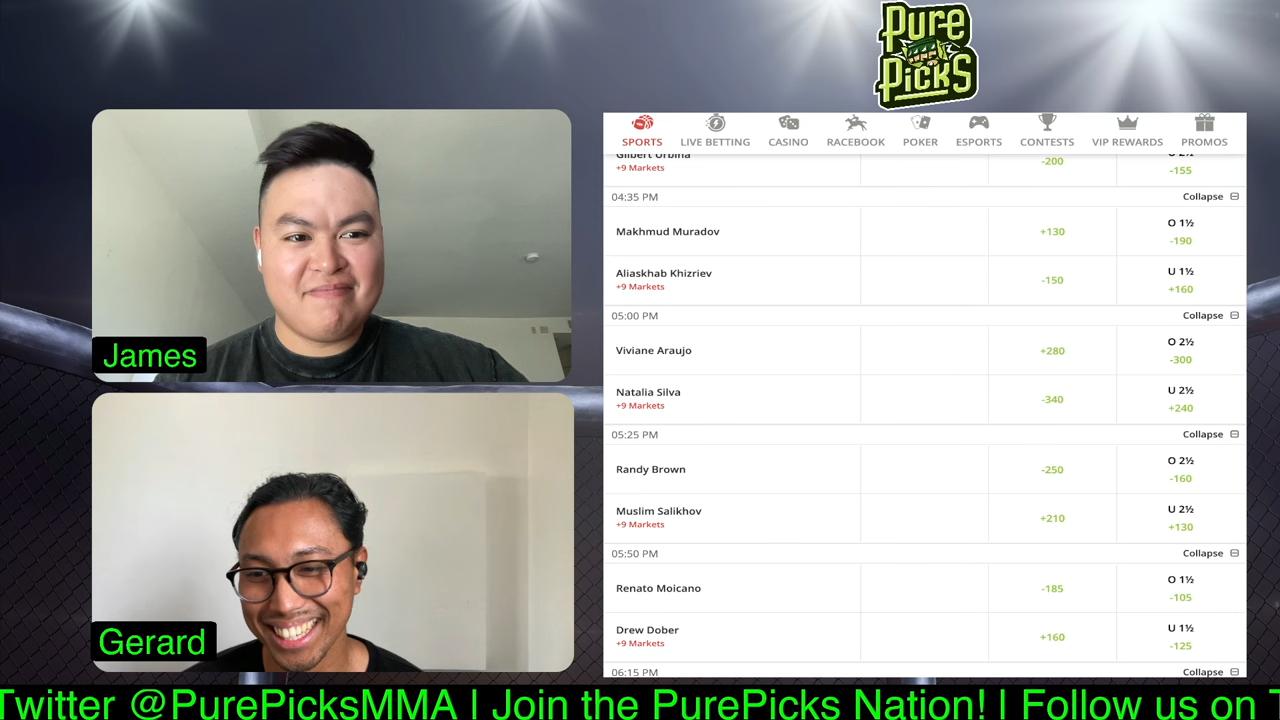 PURE
PICKS
SPORTS
LIVE BETTING
CASINO
RACEBOOK
POKER
ESPORTS
CONTESTS
VIP REWARDS
PROMOS
Gilbert Urbina
-200
U 2½
+9 Markets
-155
04:35 PM
Collapse
Makhmud Muradov
+130
O 1½
-190
Aliaskhab Khizriev
+9 Markets
-150
U 1½
+160
05:00 PM
Collapse
Viviane Araujo
+280
O 2½
-300
Natalia Silva
+9 Markets
-340
U 2½
+240
05:25 PM
Collapse
Randy Brown
-250
O 2½
-160
Muslim Salikhov
+9 Markets
+210
U 2½
+130
05:50 PM
Collapse
Renato Moicano
-185
O 1½
-105
Drew Dober
+9 Markets
+160
U 1½
-125
06:15 PM
Collapse
James
Gerard
Twitter @PurePicksMMA | Join the PurePicks Nation! | Follow us on T